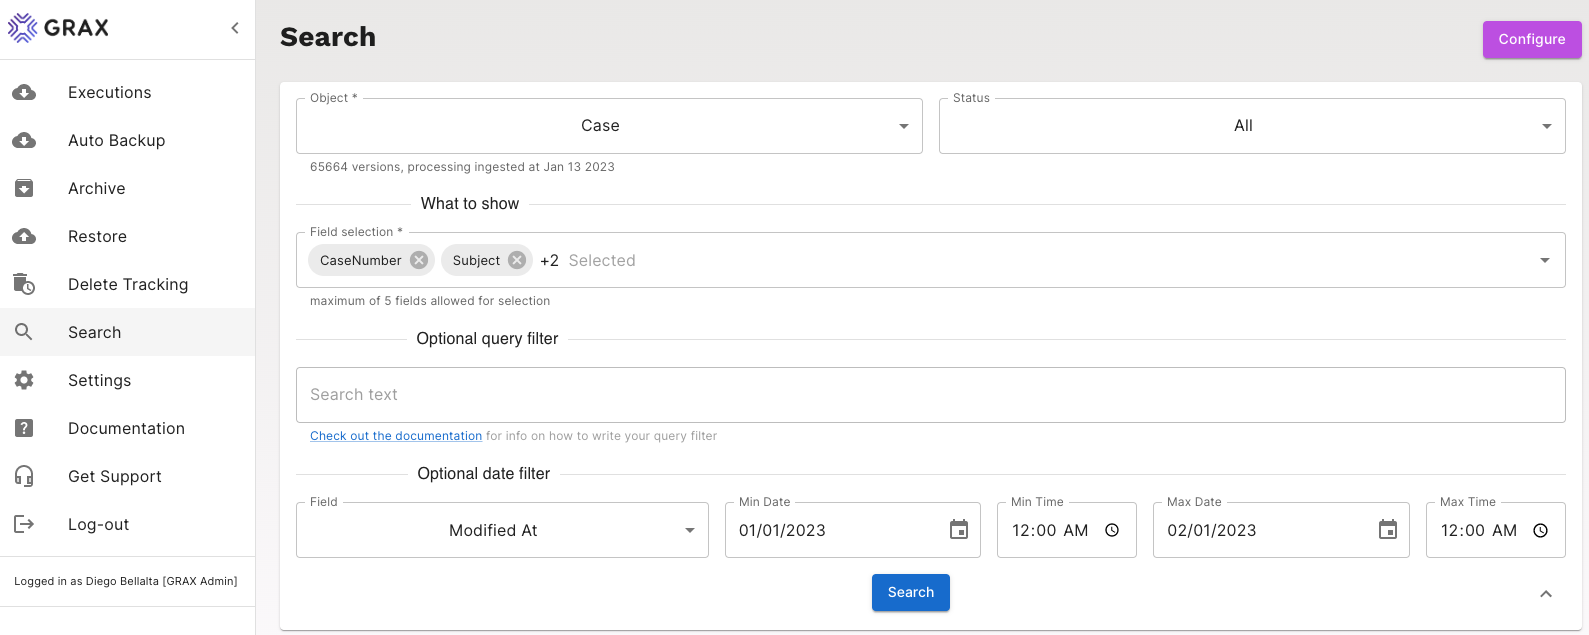 GRAX
Executions
Auto Backup
Archive
Restore
Delete Tracking
Search
Settings
Documentation
Get Support
Log-out
Logged in as Diego Bellalta [GRAX Admin]
Search
Configure
Object *
Case
Status
All
65664 versions, processing ingested at Jan 13 2023
What to show
Field selection *
CaseNumber Subject +2 Selected
maximum of 5 fields allowed for selection
Optional query filter
Search text
Check out the documentation for info on how to write your query filter
Optional date filter
Field
Modified At
Min Date
01/01/2023
Min Time
12:00 AM
Max Date
02/01/2023
Max Time
12:00 AM
Search